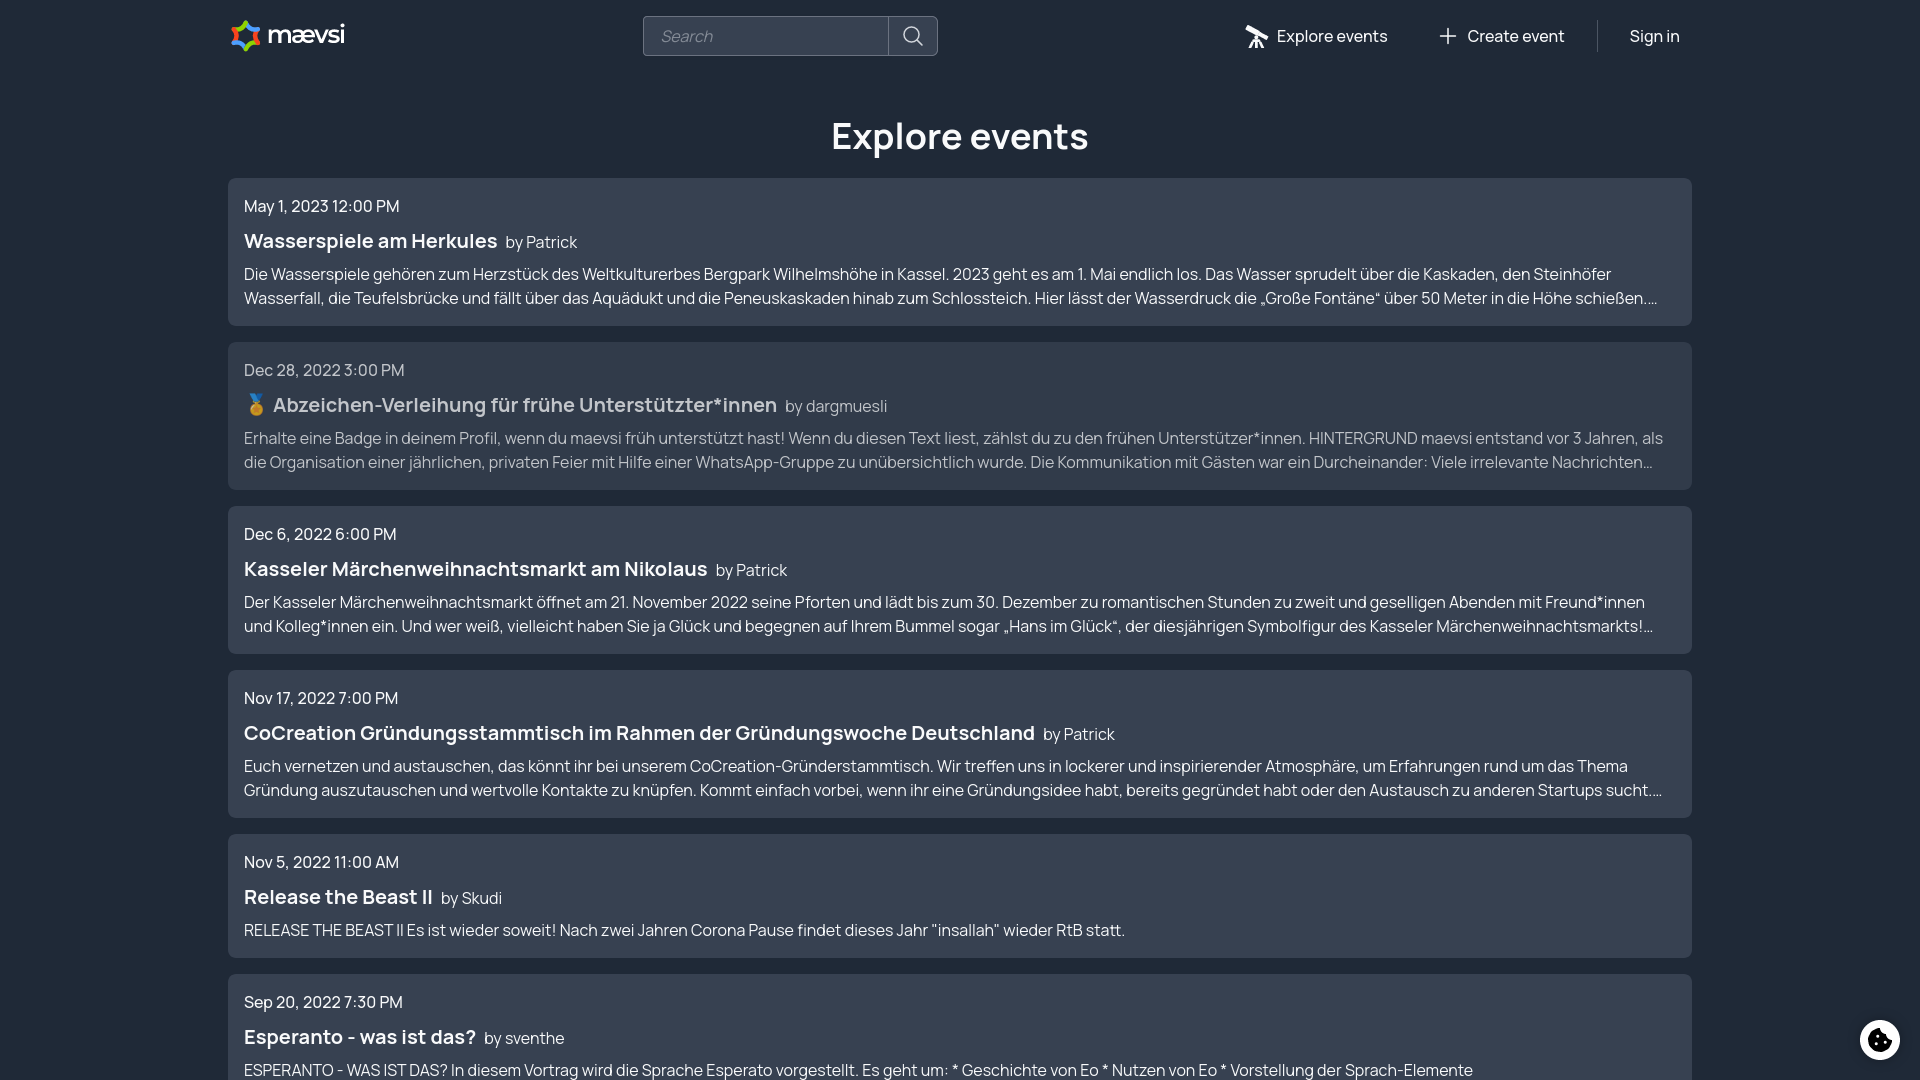 mævsi
Search
Explore events
Create event
Sign in
Explore events
May 1, 2023 12:00 PM
Wasserspiele am Herkules by Patrick
Die Wasserspiele gehören zum Herzstück des Weltkulturerbes Bergpark Wilhelmshöhe in Kassel. 2023 geht es am 1. Mai endlich los. Das Wasser sprudelt über die Kaskaden, den Steinhöfer
Wasserfall, die Teufelsbrücke und fällt über das Aquädukt und die Peneuskaskaden hinab zum Schlossteich. Hier lässt der Wasserdruck die „Große Fontäne“ über 50 Meter in die Höhe schießen.…
Dec 28, 2022 3:00 PM
🏅 Abzeichen-Verleihung für frühe Unterstützter*innen by dargmuesli
Erhalte eine Badge in deinem Profil, wenn du maevsi früh unterstützt hast! Wenn du diesen Text liest, zählst du zu den frühen Unterstützer*innen. HINTERGRUND maevsi entstand vor 3 Jahren, als
die Organisation einer jährlichen, privaten Feier mit Hilfe einer WhatsApp-Gruppe zu unübersichtlich wurde. Die Kommunikation mit Gästen war ein Durcheinander: Viele irrelevante Nachrichten…
Dec 6, 2022 6:00 PM
Kasseler Märchenweihnachtsmarkt am Nikolaus by Patrick
Der Kasseler Märchenweihnachtsmarkt öffnet am 21. November 2022 seine Pforten und lädt bis zum 30. Dezember zu romantischen Stunden zu zweit und geselligen Abenden mit Freund*innen
und Kolleg*innen ein. Und wer weiß, vielleicht haben Sie ja Glück und begegnen auf Ihrem Bummel sogar „Hans im Glück“, der diesjährigen Symbolfigur des Kasseler Märchenweihnachtsmarkts!…
Nov 17, 2022 7:00 PM
CoCreation Gründungsstammtisch im Rahmen der Gründungswoche Deutschland by Patrick
Euch vernetzen und austauschen, das könnt ihr bei unserem CoCreation-Gründerstammtisch. Wir treffen uns in lockerer und inspirierender Atmosphäre, um Erfahrungen rund um das Thema
Gründung auszutauschen und wertvolle Kontakte zu knüpfen. Kommt einfach vorbei, wenn ihr eine Gründungsidee habt, bereits gegründet habt oder den Austausch zu anderen Startups sucht.…
Nov 5, 2022 11:00 AM
Release the Beast II by Skudi
RELEASE THE BEAST II Es ist wieder soweit! Nach zwei Jahren Corona Pause findet dieses Jahr "insallah" wieder RtB statt.
Sep 20, 2022 7:30 PM
Esperanto - was ist das? by sventhe
ESPERANTO - WAS IST DAS? In diesem Vortrag wird die Sprache Esperato vorgestellt. Es geht um: * Geschichte von Eo * Nutzen von Eo * Vorstellung der Sprach-Elemente